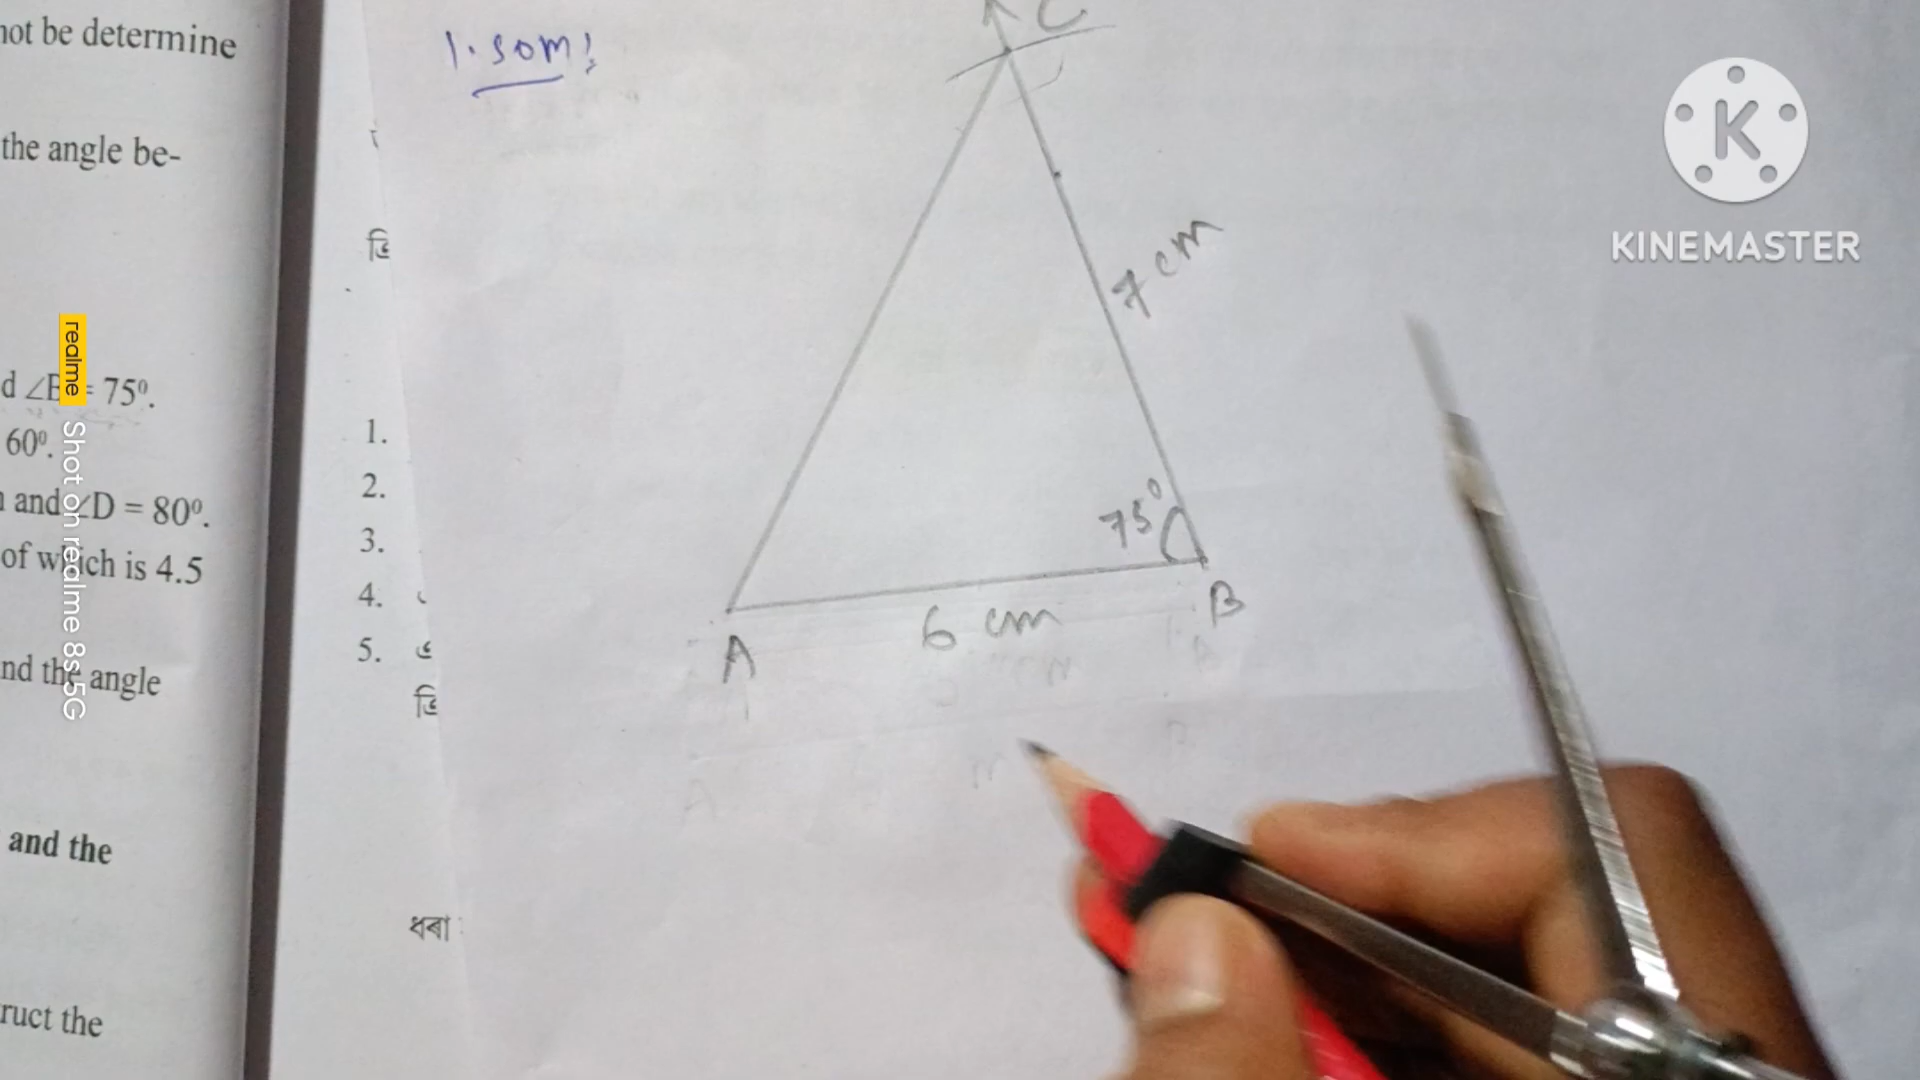 not be determine
the angle be-
d ∠B = 75⁰.
60⁰.
and ∠D = 80⁰.
of which is 4.5
nd the angle
and the
ruct the
realme Shot on realme 8s 5G
1.
2.
3.
4.
5.
ধৰা
1. som:
C
7 cm
75⁰
6 cm
A
B
K
KINEMASTER